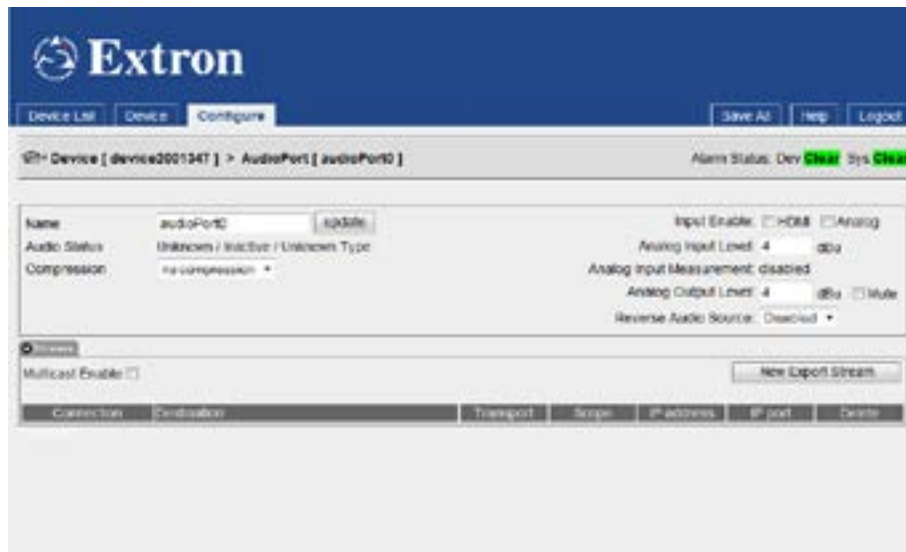 Extron
Device List Device Configure Save All Help Logout
Device [ device2001347 ] > AudioPort [ audioPort0 ] Alarm Status: Dev Clear Sys Clear
Name audioPort0 update Input Enable: HDMI Analog
Audio Status Unknown / Inactive / Unknown Type Analog Input Level: 4 dBu
Compression no compression Analog Input Measurement: disabled
Analog Output Level: 4 dBu Mute
Reverse Audio Source: Disabled
Multicast Enable New Export Stream
Connection Destination Transport Scope IP address IP port Delete